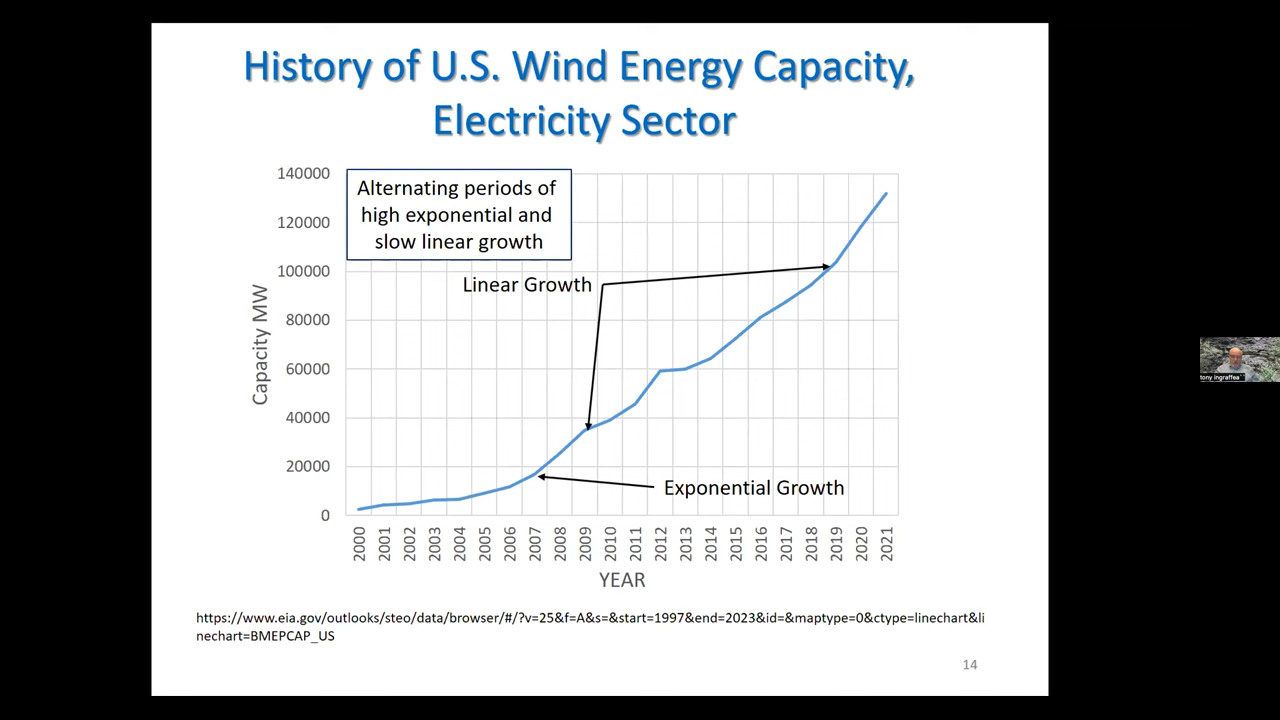 History of U.S. Wind Energy Capacity,
Electricity Sector
140000
120000
100000
80000
60000
40000
20000
0
Capacity MW
Alternating periods of
high exponential and
slow linear growth
Linear Growth
Exponential Growth
2000
2001
2002
2003
2004
2005
2006
2007
2008
2009
2010
2011
2012
2013
2014
2015
2016
2017
2018
2019
2020
2021
YEAR
https://www.eia.gov/outlooks/steo/data/browser/#/?v=25&f=A&s=&start=1997&end=2023&id=&maptype=0&ctype=linechart&li
nechart=BMEPCAP_US
14
tony ingraffea